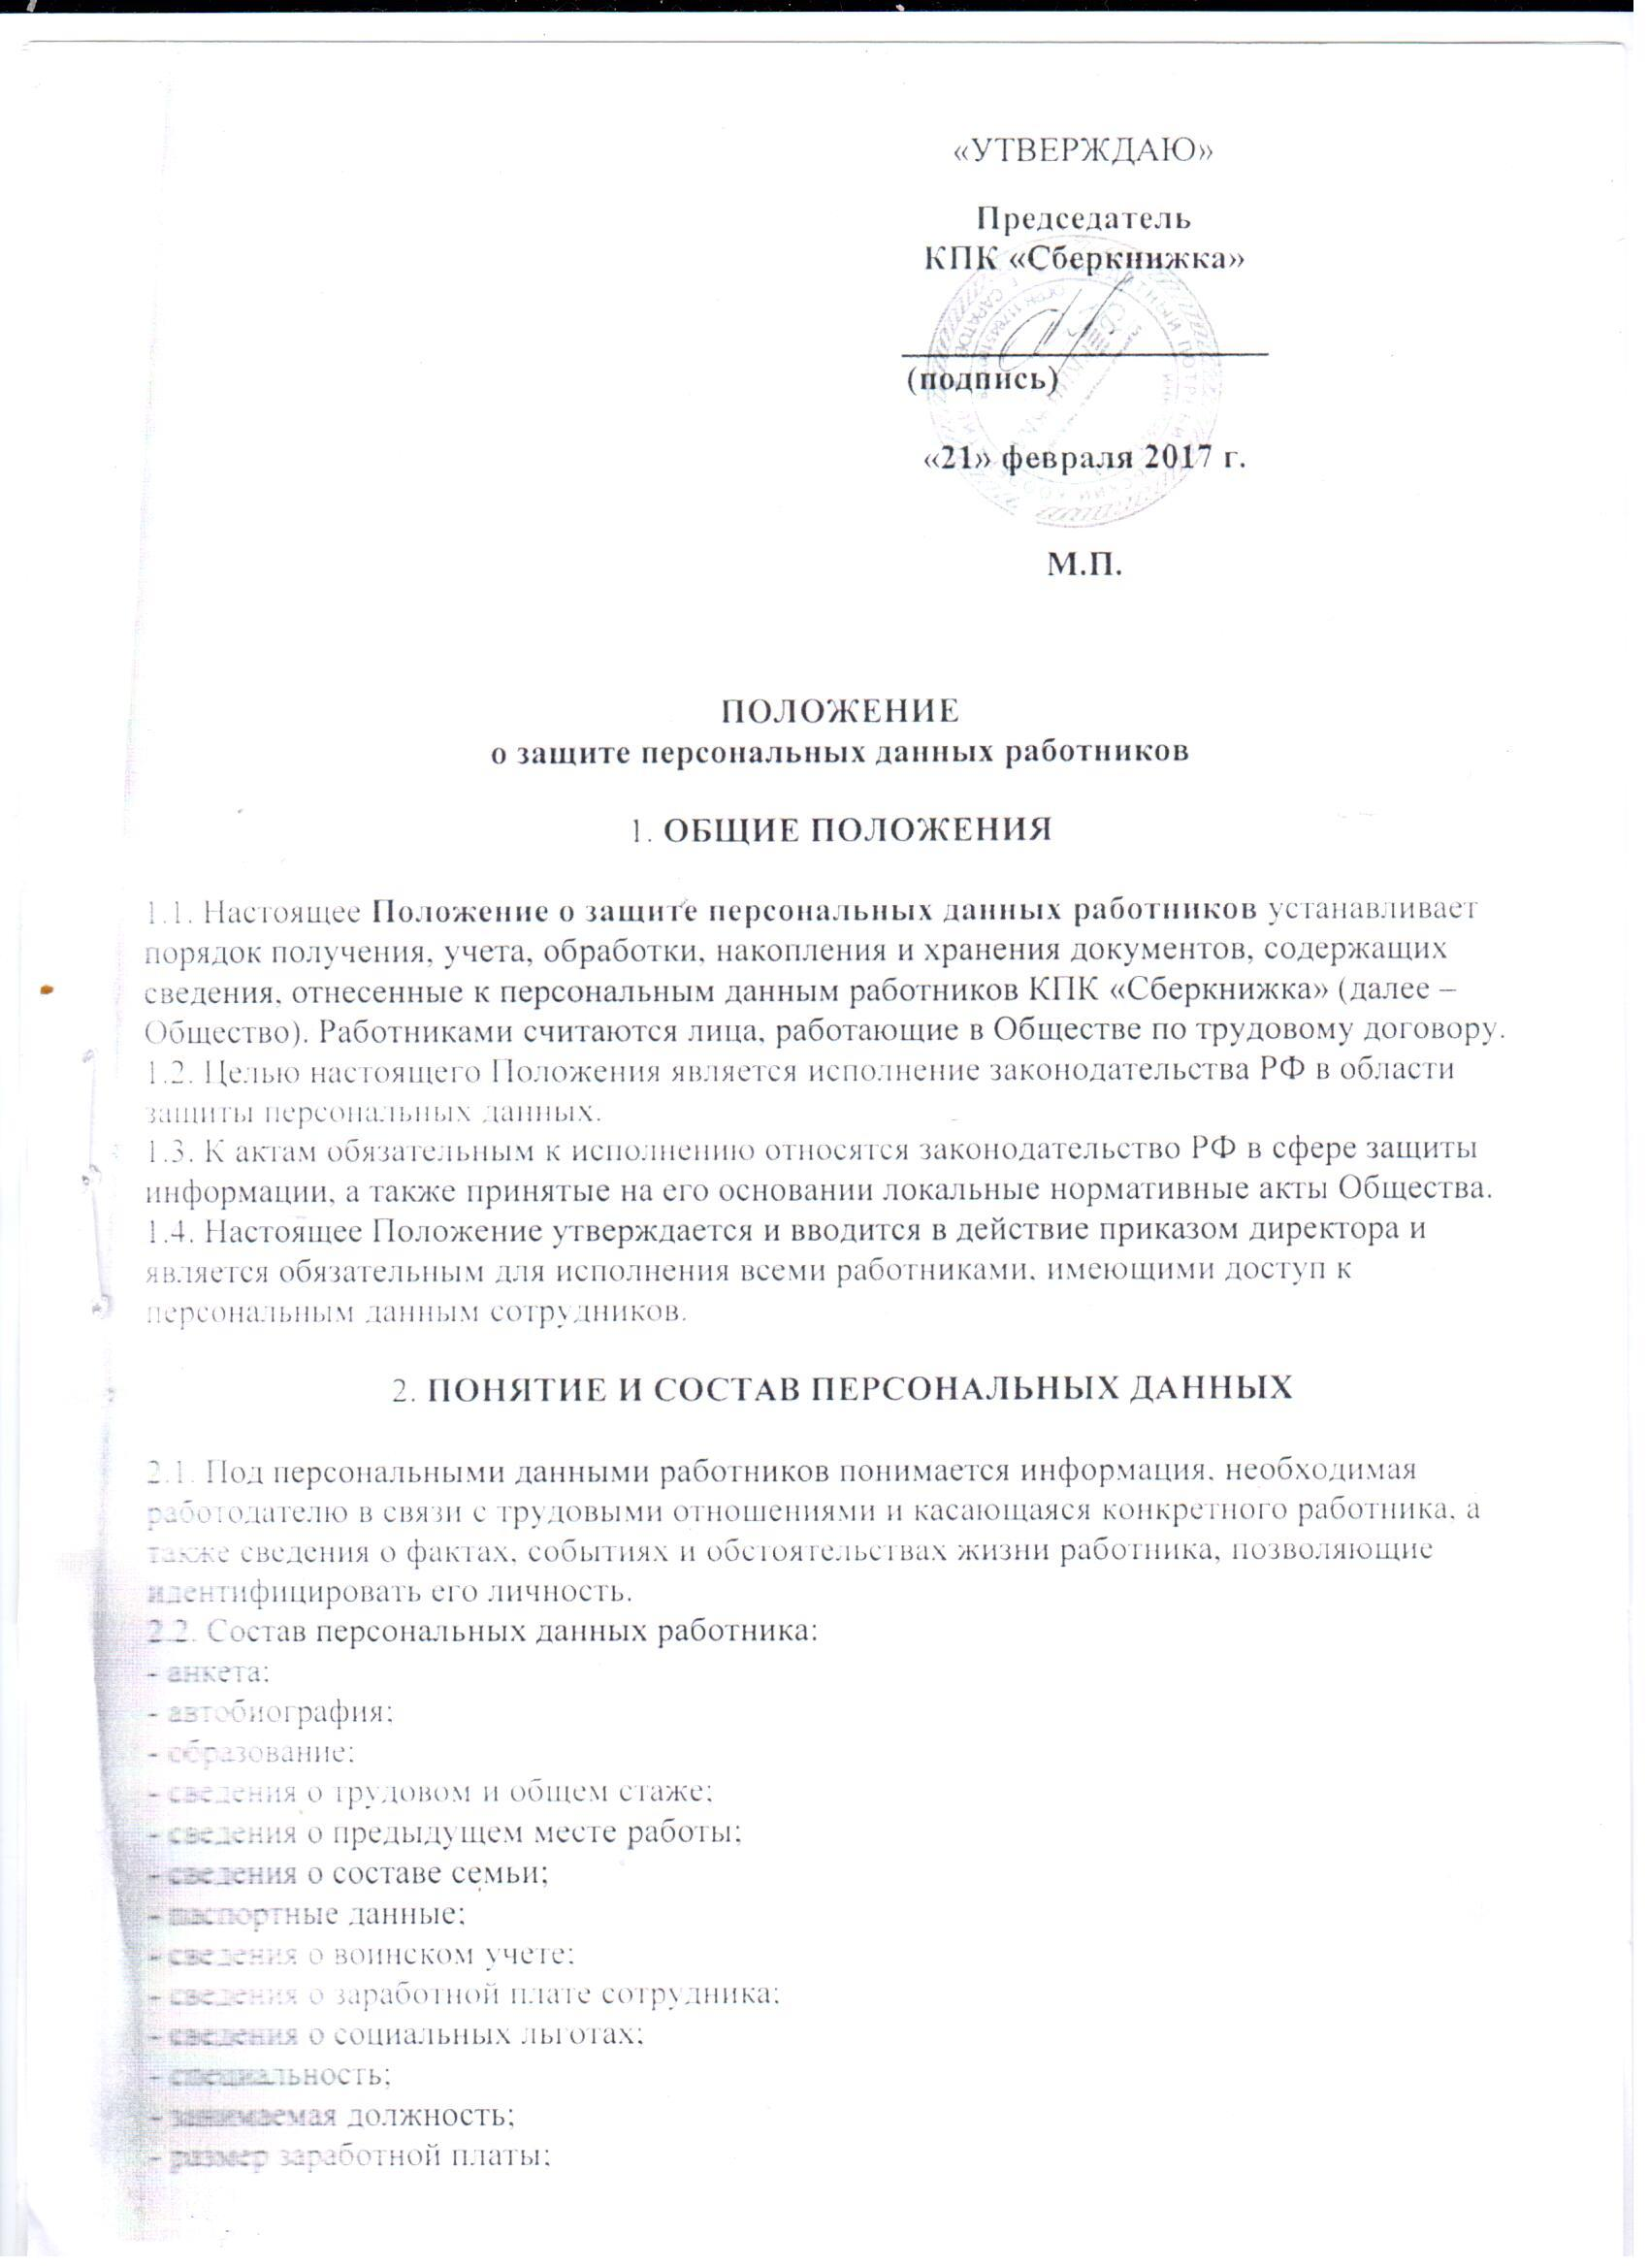 «УТВЕРЖДАЮ»
Председатель
КПК «Сберкнижка»
(подпись)
«21» февраля 2017 г.
М.П.
ПОЛОЖЕНИЕ
о защите персональных данных работников
1. ОБЩИЕ ПОЛОЖЕНИЯ
1.1. Настоящее Положение о защите персональных данных работников устанавливает
порядок получения, учета, обработки, накопления и хранения документов, содержащих
сведения, отнесенные к персональным данным работников КПК «Сберкнижка» (далее –
Общество). Работниками считаются лица, работающие в Обществе по трудовому договору.
1.2. Целью настоящего Положения является исполнение законодательства РФ в области
защиты персональных данных.
1.3. К актам обязательным к исполнению относятся законодательство РФ в сфере защиты
информации, а также принятые на его основании локальные нормативные акты Общества.
1.4. Настоящее Положение утверждается и вводится в действие приказом директора и
является обязательным для исполнения всеми работниками, имеющими доступ к
персональным данным сотрудников.
2. ПОНЯТИЕ И СОСТАВ ПЕРСОНАЛЬНЫХ ДАННЫХ
2.1. Под персональными данными работников понимается информация, необходимая
работодателю в связи с трудовыми отношениями и касающаяся конкретного работника, а
также сведения о фактах, событиях и обстоятельствах жизни работника, позволяющие
идентифицировать его личность.
2.2. Состав персональных данных работника:
- анкета;
- автобиография;
- образование;
- сведения о трудовом и общем стаже;
- сведения о предыдущем месте работы;
- сведения о составе семьи;
- паспортные данные;
- сведения о воинском учете;
- сведения о заработной плате сотрудника;
- сведения о социальных льготах;
- специальность;
- занимаемая должность;
- размер заработной платы;